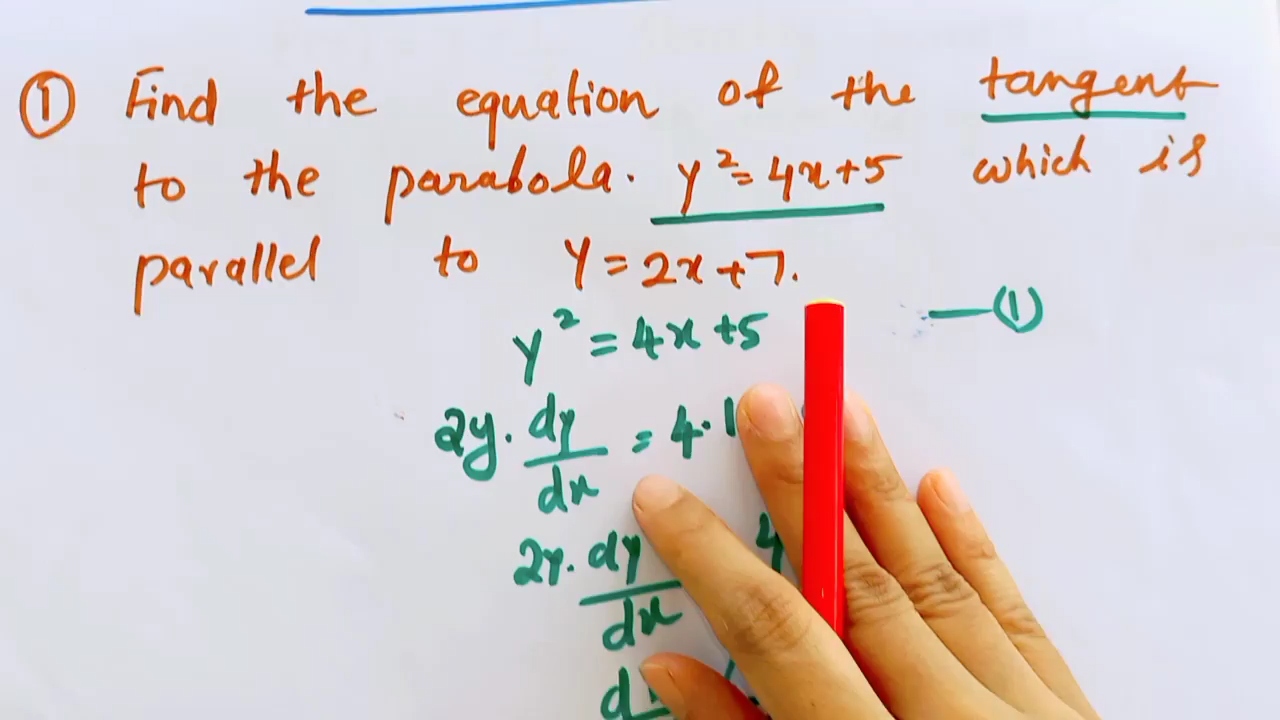 ① Find the equation of the tangent
to the parabola. y² = 4x+5 which is
parallel to y = 2x+7.
y² = 4x+5 —(1)
2y. dy/dx = 4.1
2y. dy/dx 4